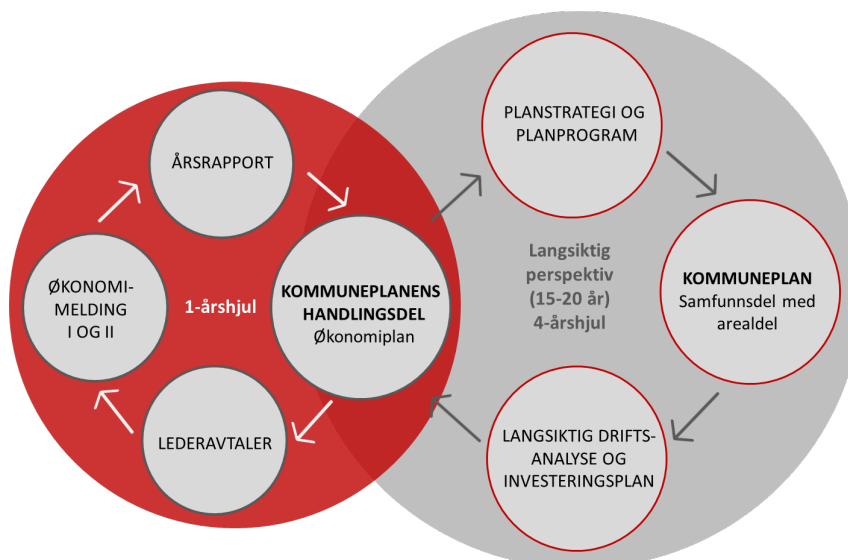 ÅRSRAPPORT
KOMMUNEPLANENS
HANDLINGSDEL
Økonomiplan
LEDERAVTALER
ØKONOMI-
MELDING
I OG II
1-årshjul
PLANSTRATEGI OG
PLANPROGRAM
KOMMUNEPLAN
Samfunnsdel med
arealdel
LANGSIKTIG DRIFTS-
ANALYSE OG
INVESTERINGSPLAN
Langsiktig
perspektiv
(15-20 år)
4-årshjul